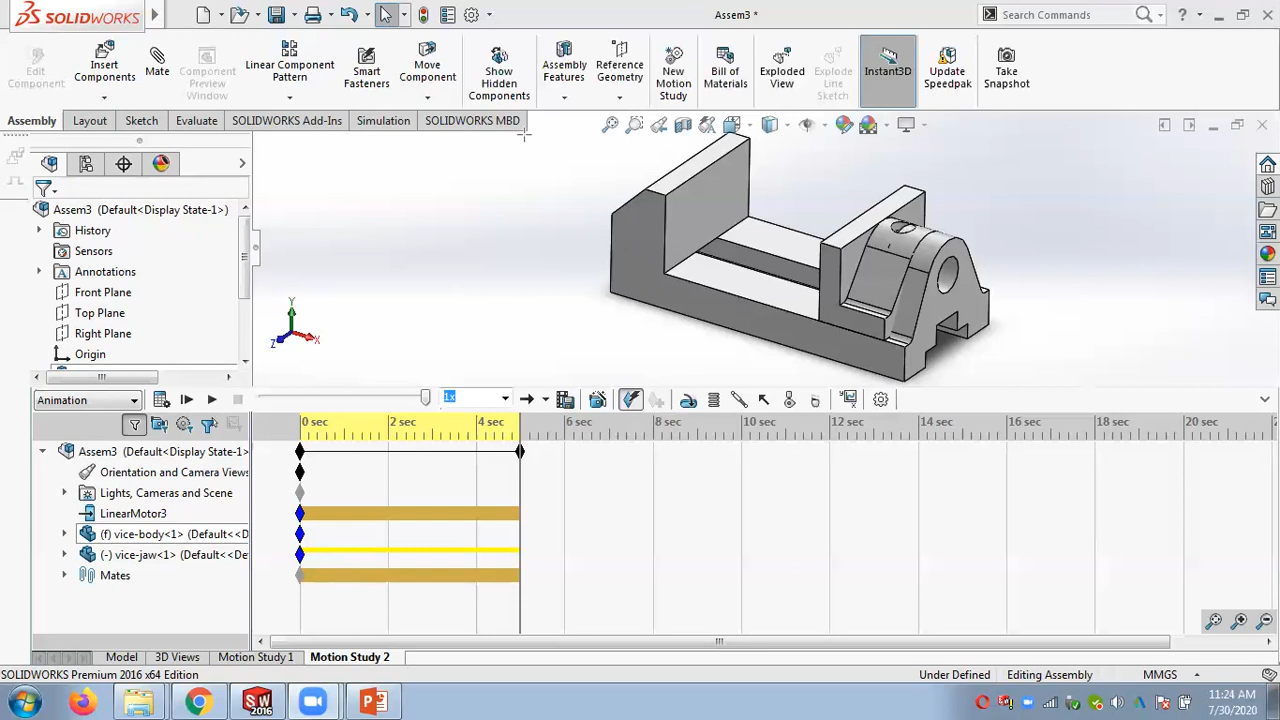 SOLIDWORKS
Assem3 *
Search Commands
?
Edit Component
Insert Components
Mate
Component Preview Window
Linear Component Pattern
Smart Fasteners
Move Component
Show Hidden Components
Assembly Features
Reference Geometry
New Motion Study
Bill of Materials
Exploded View
Explode Line Sketch
Instant3D
Update Speedpak
Take Snapshot
Assembly Layout Sketch Evaluate SOLIDWORKS Add-Ins Simulation SOLIDWORKS MBD
Assem3 (Default<Display State-1>)
History
Sensors
Annotations
Front Plane
Top Plane
Right Plane
Origin
Y
Z X
Animation
1x
0 sec 2 sec 4 sec 6 sec 8 sec 10 sec 12 sec 14 sec 16 sec 18 sec 20 sec 2
Assem3 (Default<Display State-1>
Orientation and Camera Views
Lights, Cameras and Scene
LinearMotor3
(f) vice-body<1> (Default<<D
(-) vice-jaw<1> (Default<<De
Mates
Model 3D Views Motion Study 1 Motion Study 2
SOLIDWORKS Premium 2016 x64 Edition
Under Defined Editing Assembly MMGS
SW 2016
11:24 AM
7/30/2020